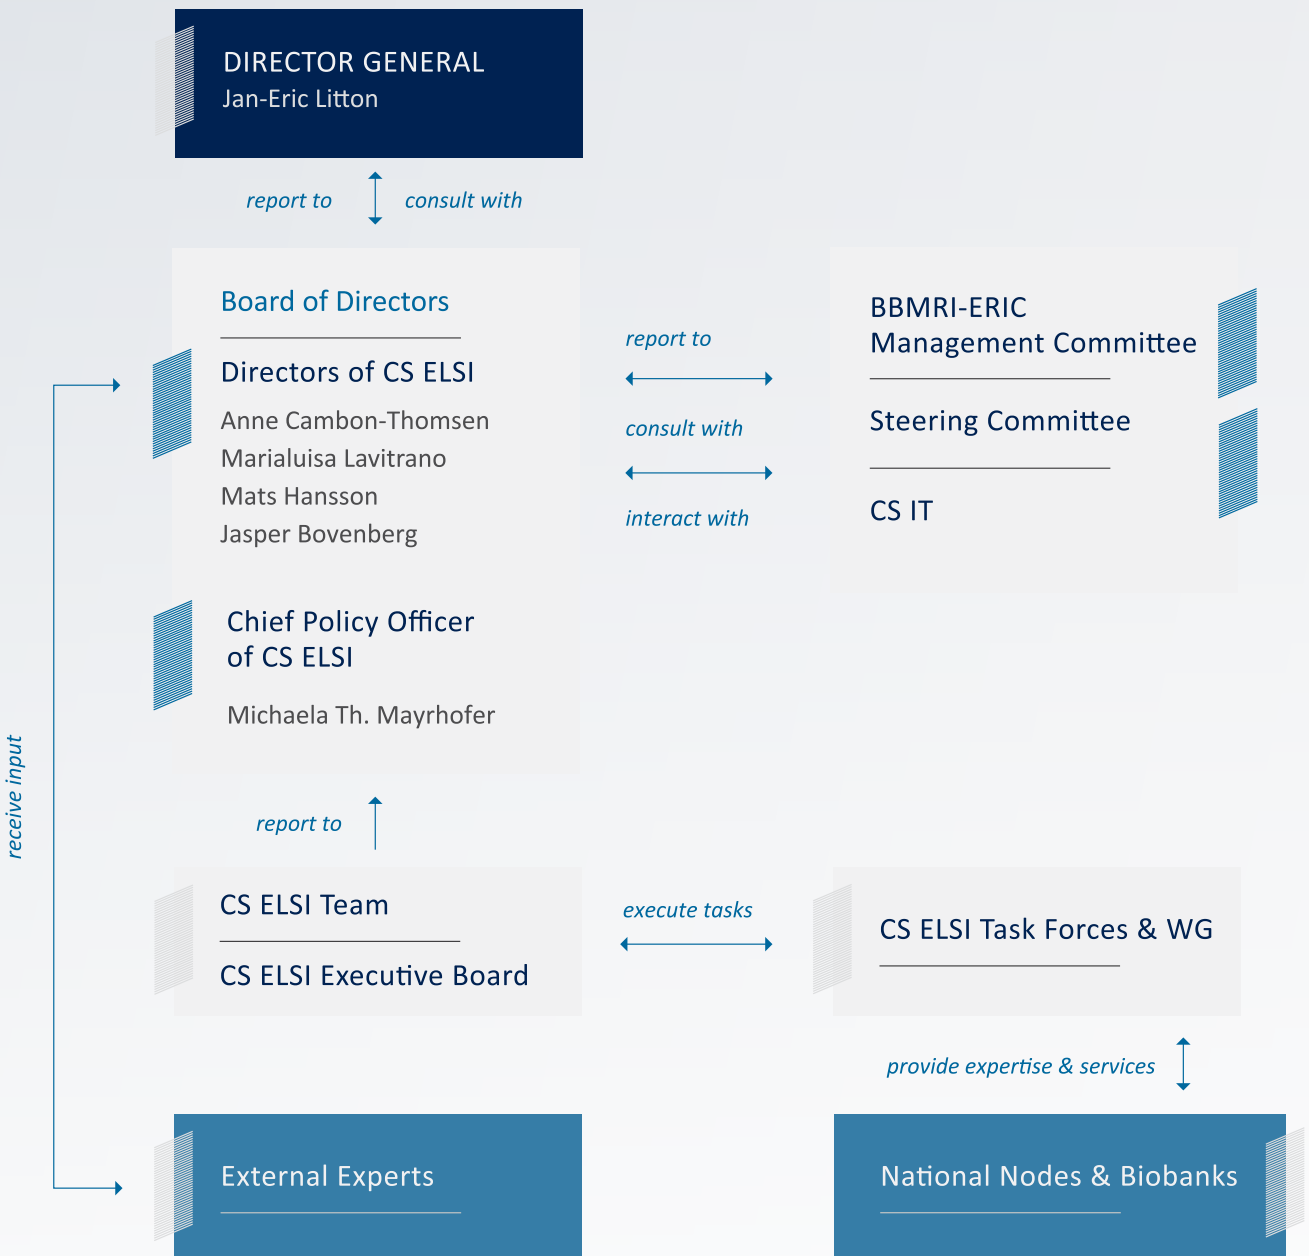 DIRECTOR GENERAL
Jan-Eric Litton
report to
consult with
Board of Directors
Directors of CS ELSI
Anne Cambon-Thomsen
Marialuisa Lavitrano
Mats Hansson
Jasper Bovenberg
Chief Policy Officer
of CS ELSI
Michaela Th. Mayrhofer
report to
consult with
interact with
BBMRI-ERIC
Management Committee
Steering Committee
CS IT
receive input
report to
CS ELSI Team
CS ELSI Executive Board
execute tasks
CS ELSI Task Forces & WG
provide expertise & services
External Experts
National Nodes & Biobanks